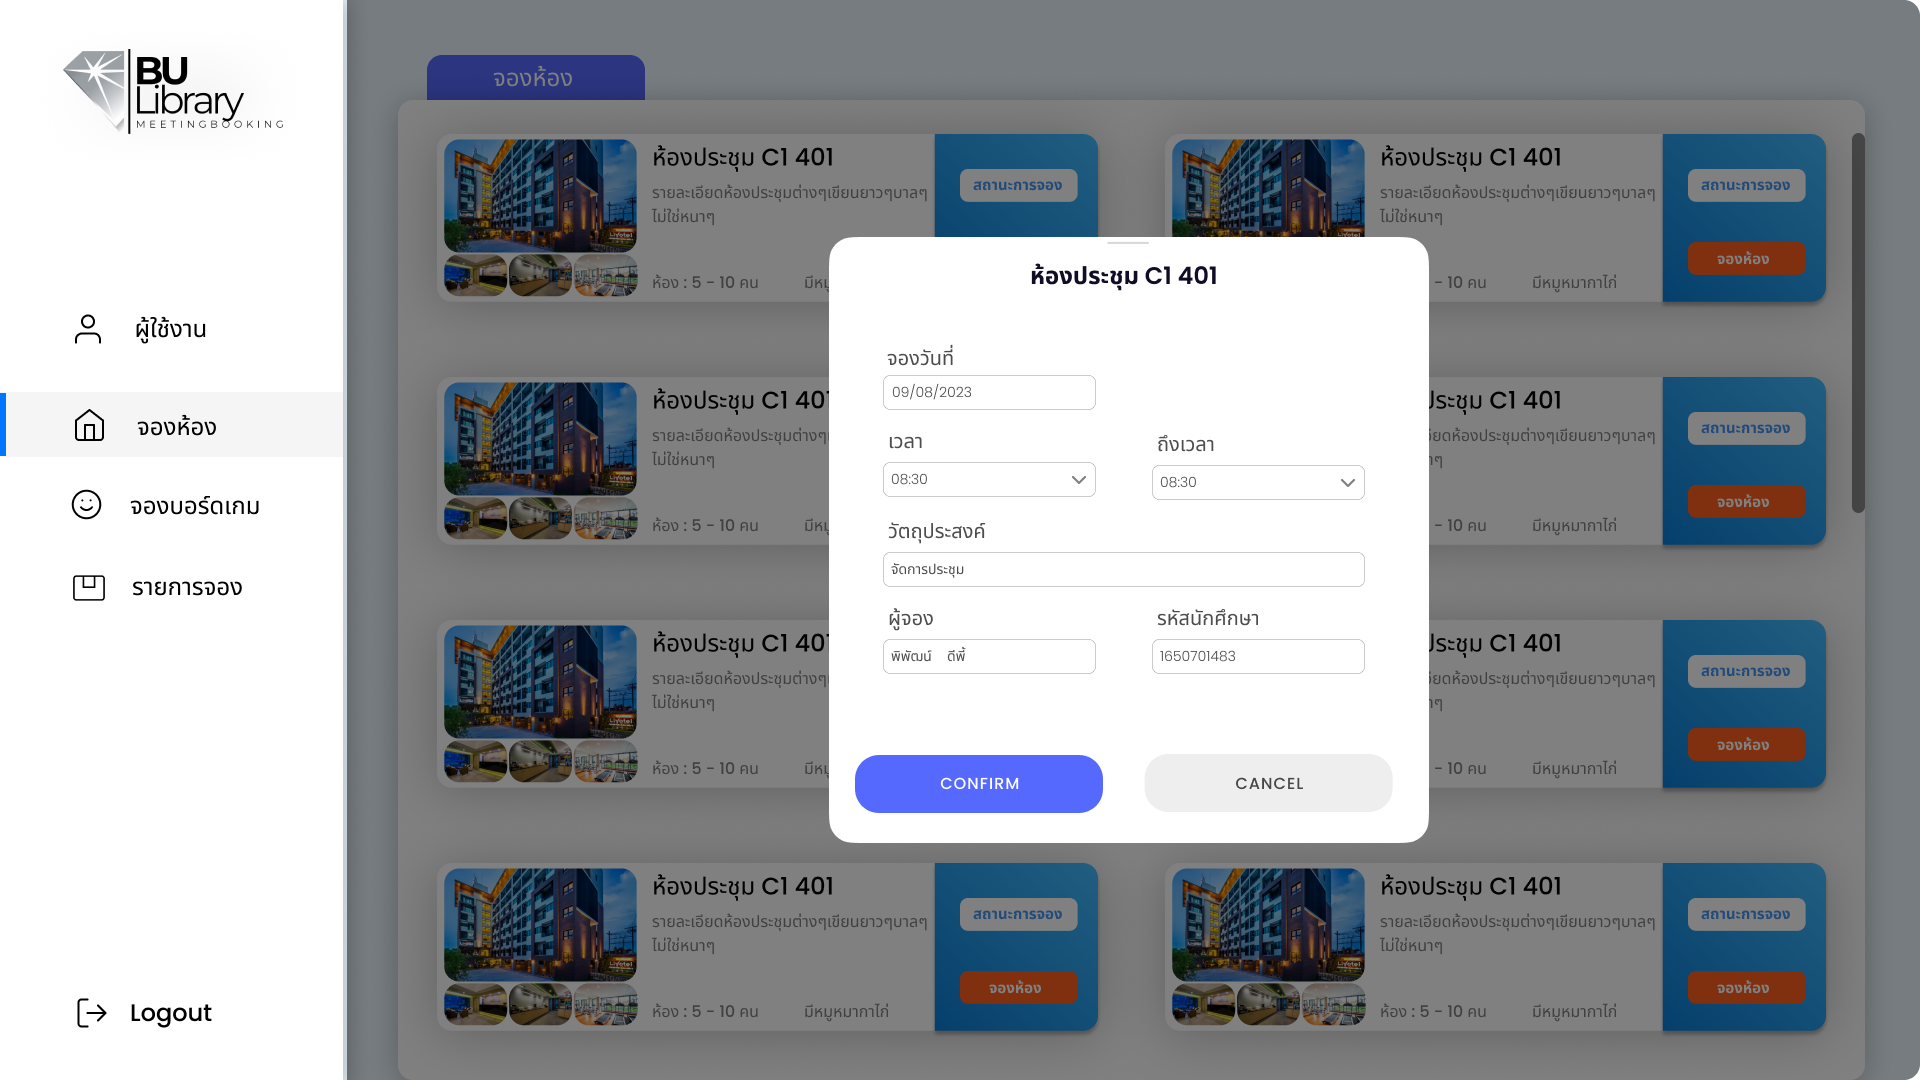 BU
Library
MEETINGBOOKING
ผู้ใช้งาน
จองห้อง
จองบอร์ดเกม
รายการจอง
Logout
จองห้อง
ห้องประชุม C1 401
รายละเอียดห้องประชุมต่างๆเขียนยาวๆบาลๆ
ไม่ใช่หนาๆ
ห้อง : 5 - 10 คน มีหมู
สถานะการจอง
ห้องประชุม C1 401
รายละเอียดห้องประชุมต่างๆเขียนยาวๆบาลๆ
ไม่ใช่หนาๆ
- 10 คน มีหมูหมากาไก่
สถานะการจอง
จองห้อง
ห้องประชุม C1 401
รายละเอียดห้องประชุมต่างๆเขียน
ไม่ใช่หนาๆ
ห้อง : 5 - 10 คน มีหมู
ประชุม C1 401
ยดห้องประชุมต่างๆเขียนยาวๆบาลๆ
าๆ
- 10 คน มีหมูหมากาไก่
สถานะการจอง
จองห้อง
ห้องประชุม C1 401
รายละเอียดห้องประชุมต่างๆเขียน
ไม่ใช่หนาๆ
ห้อง : 5 - 10 คน มีหมู
ประชุม C1 401
ยดห้องประชุมต่างๆเขียนยาวๆบาลๆ
าๆ
- 10 คน มีหมูหมากาไก่
สถานะการจอง
จองห้อง
ห้องประชุม C1 401
รายละเอียดห้องประชุมต่างๆเขียนยาวๆบาลๆ
ไม่ใช่หนาๆ
ห้อง : 5 - 10 คน มีหมูหมากาไก่
สถานะการจอง
จองห้อง
ห้องประชุม C1 401
รายละเอียดห้องประชุมต่างๆเขียนยาวๆบาลๆ
ไม่ใช่หนาๆ
ห้อง : 5 - 10 คน มีหมูหมากาไก่
สถานะการจอง
จองห้อง
ห้องประชุม C1 401
จองวันที่
09/08/2023
เวลา ถึงเวลา
08:30 08:30
วัตถุประสงค์
จัดการประชุม
ผู้จอง รหัสนักศึกษา
พิพัฒน์ ดีพี้ 1650701483
CONFIRM CANCEL